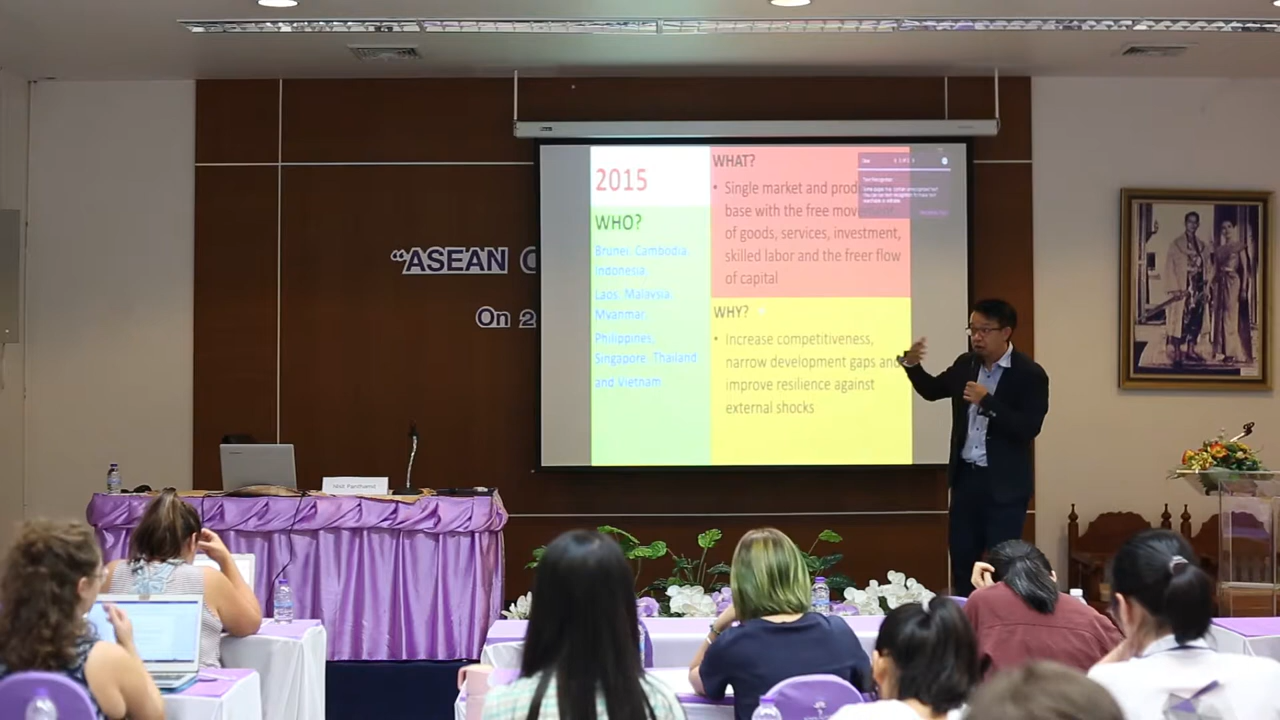 2015
WHO?
Brunei, Cambodia,
Indonesia,
Laos, Malaysia,
Myanmar,
Philippines,
Singapore, Thailand
and Vietnam
WHAT?
• Single market and prod
base with the free movement
of goods, services, investment,
skilled labor and the freer flow
of capital
WHY?
• Increase competitiveness,
narrow development gaps and
improve resilience against
external shocks
"ASEAN C
On 2